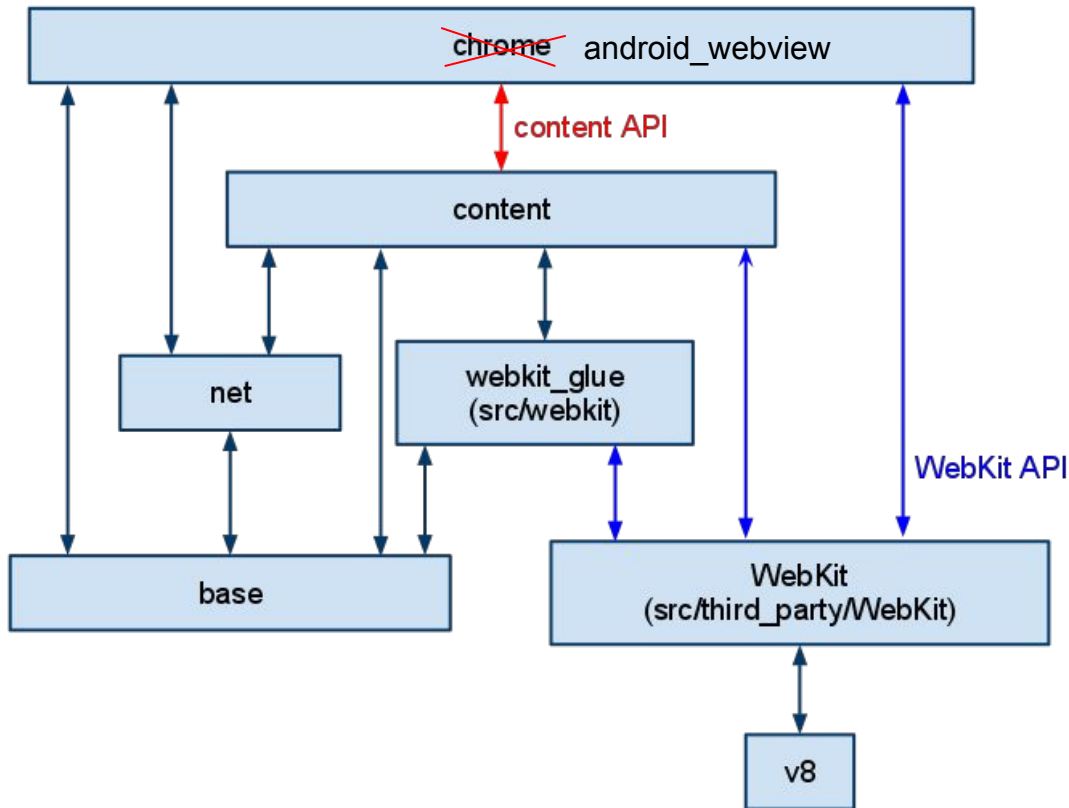 chrome android_webview
content API
content
net
webkit_glue
(src/webkit)
WebKit API
base
WebKit
(src/third_party/WebKit)
v8